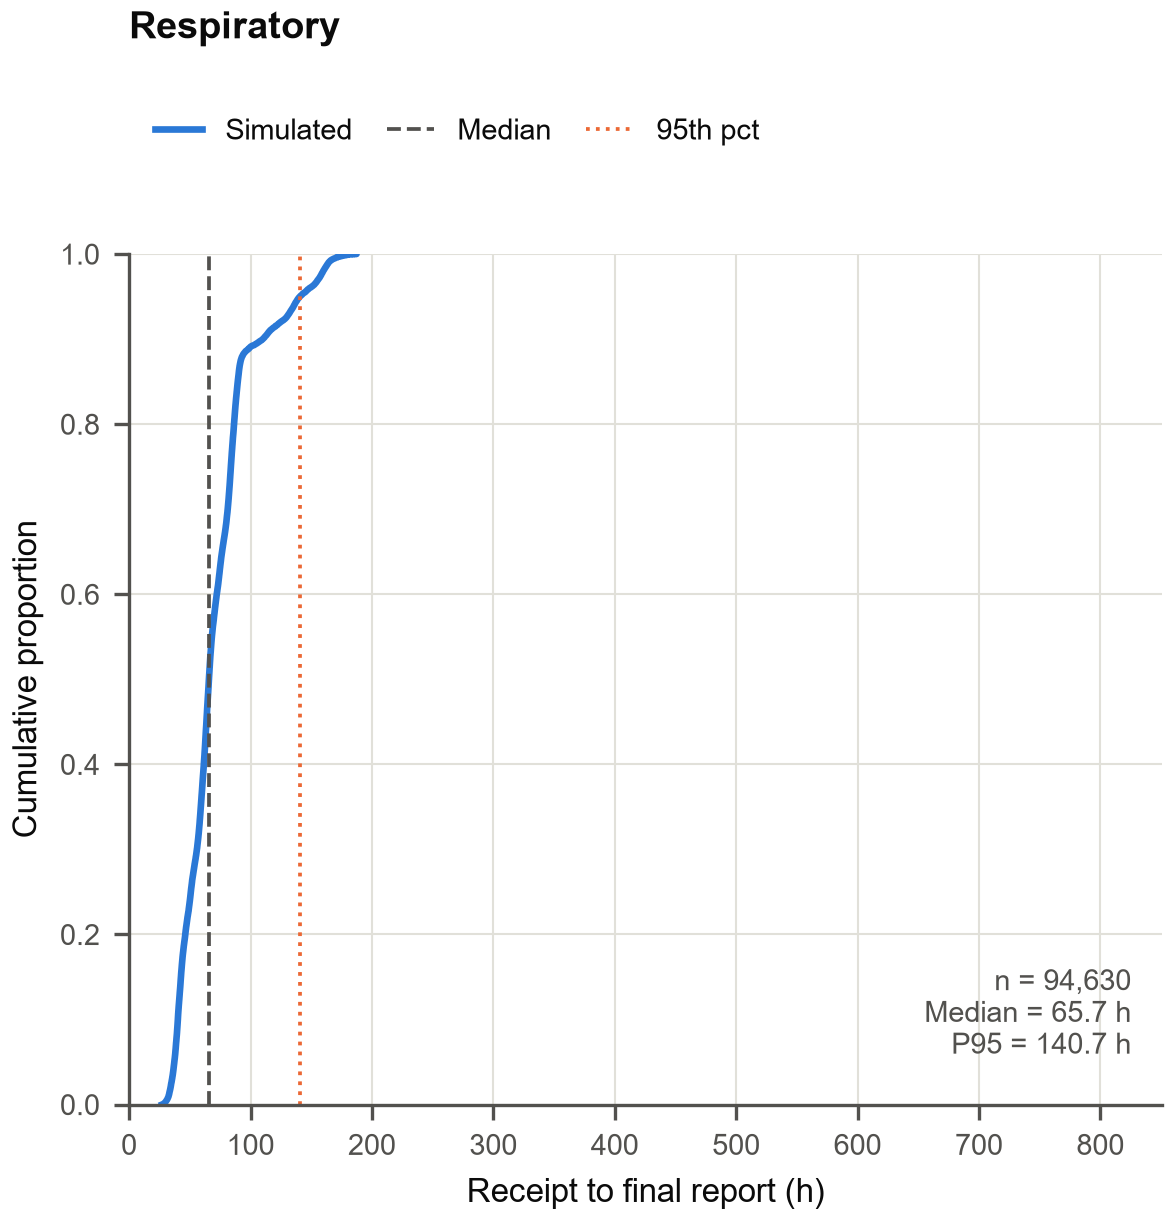 Respiratory
Simulated Median 95th pct
1.0
0.8
0.6
0.4
0.2
0.0
Cumulative proportion
n = 94,630
Median = 65.7 h
P95 = 140.7 h
0 100 200 300 400 500 600 700 800
Receipt to final report (h)